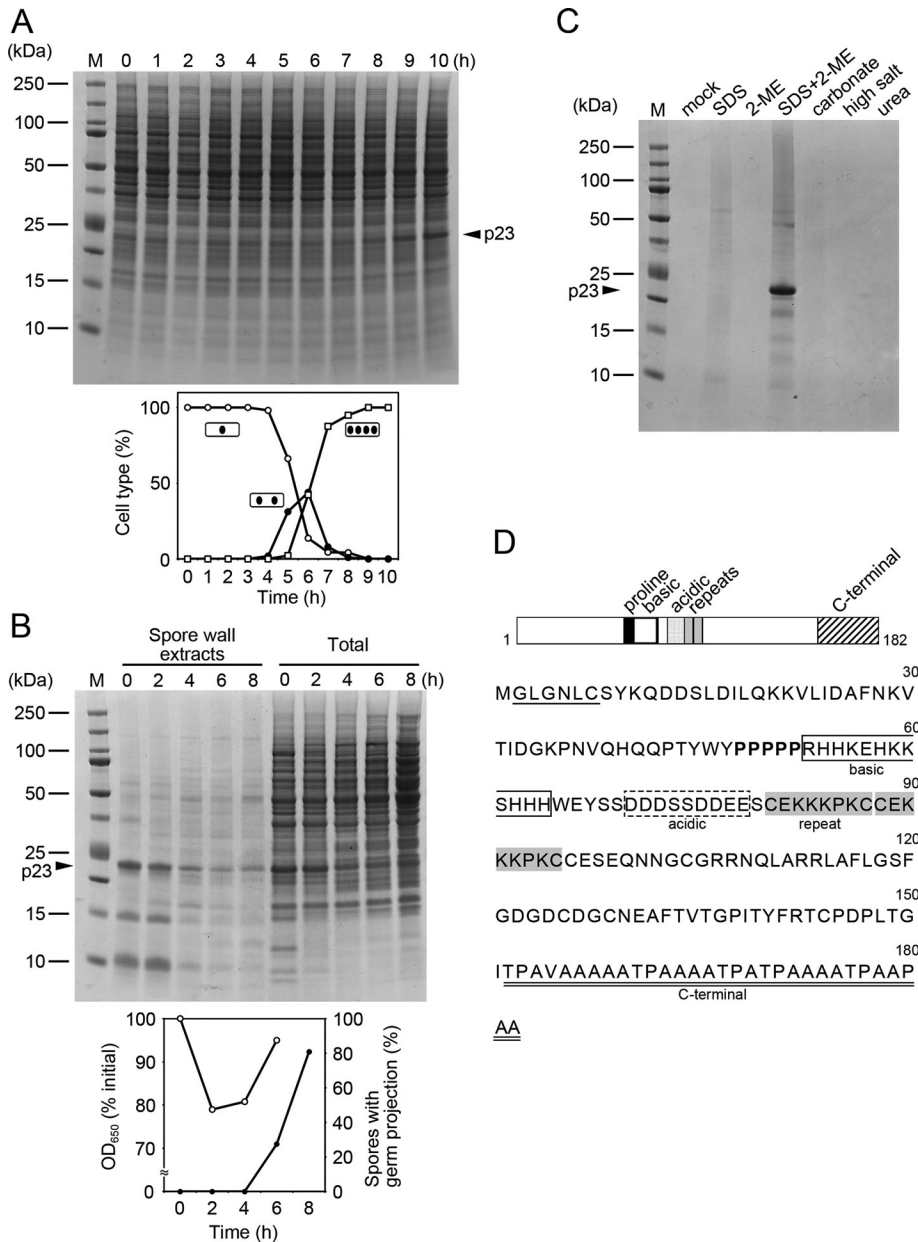 A
(kDa) M 0 1 2 3 4 5 6 7 8 9 10 (h)
250
100
50
25
p23
15
10
100
50
0
Cell type (%)
0 1 2 3 4 5 6 7 8 9 10
Time (h)
B
Spore wall extracts
Total
(kDa) M 0 2 4 6 8 0 2 4 6 8 (h)
250
100
50
25
p23
15
10
100
90
80
70
0
OD650 (% initial)
100
80
60
40
20
0
Spores with germ projection (%)
0 2 4 6 8
Time (h)
C
(kDa) M mock SDS 2-ME SDS+2-ME carbonate high salt urea
250
100
50
25
p23
15
10
D
proline basic acidic repeats C-terminal
1 182
30
MGLGNLCSYKQDDSLDILQKKVLIDAFNKV
60
TIDGKPNVQHQQPTYWYPPPPPRHHKEHKK
basic
90
SHHHWEYSSDDDSSDDEESCEKKKPKCCEK
acidic repeat
120
KKPKCCESEQNNGCGRRNQLARRLAFLGSF
150
GDGDCDGCNEAFTVTGPITYFRTCPDPLTG
180
ITPAVAAAAATPAAAATPATPAAAATPAAP
C-terminal
AA